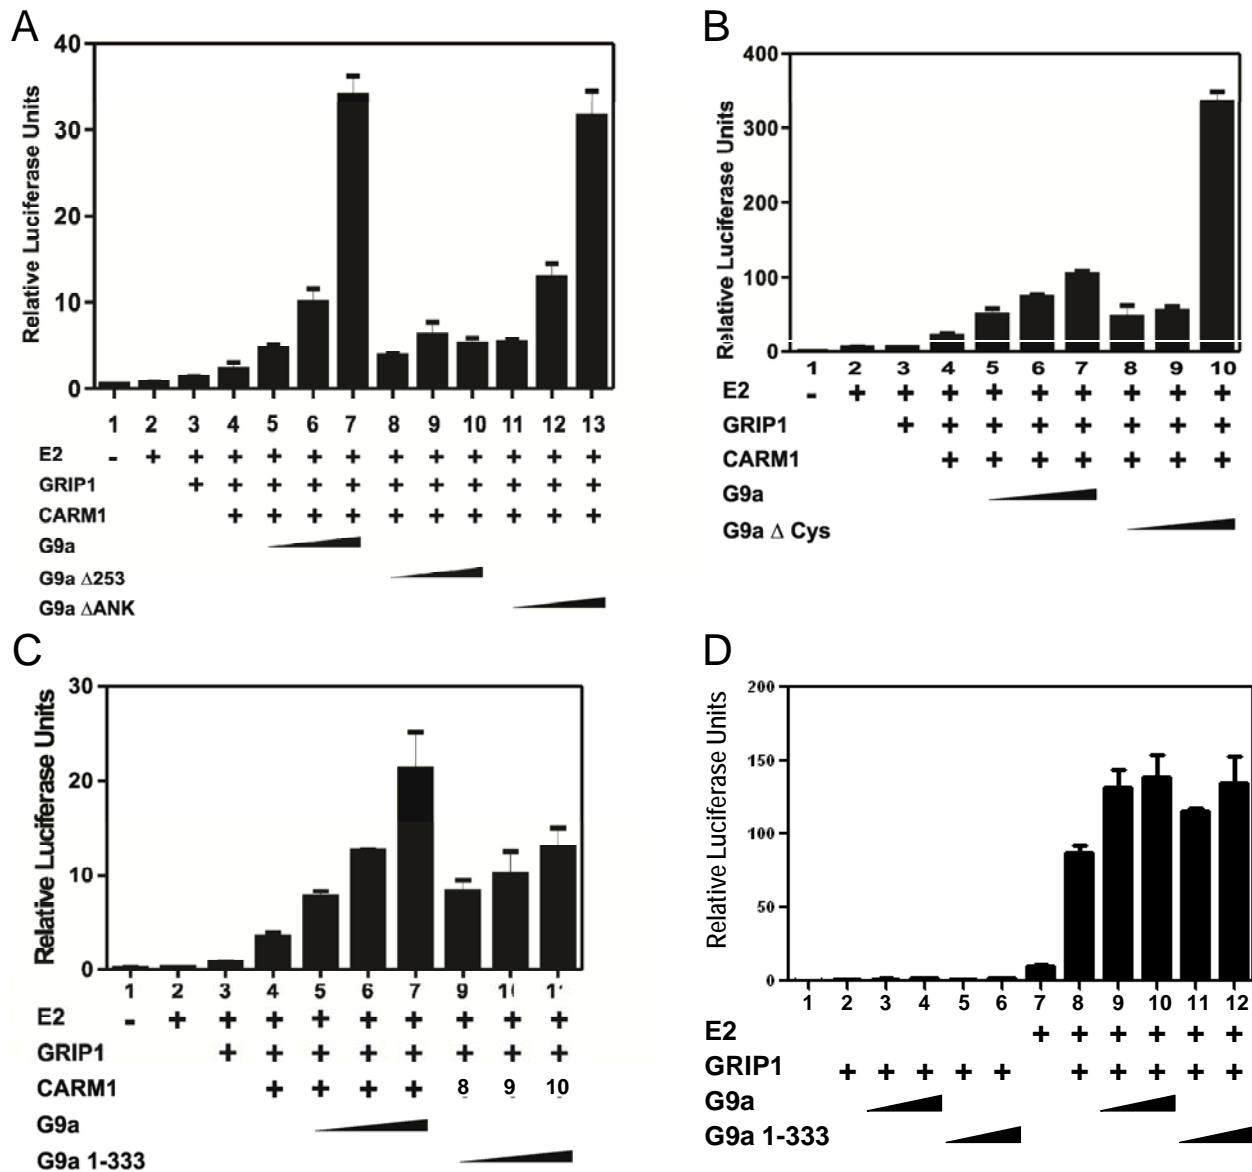 A
Relative Luciferase Units
40
30
20
10
0
1 2 3 4 5 6 7 8 9 10 11 12 13
E2 - + + + + + + + + + + + +
GRIP1 + + + + + + + + + + +
CARM1 + + + + + + + + + +
G9a
G9a Δ253
G9a ΔANK
B
Relative Luciferase Units
400
300
200
100
0
1 2 3 4 5 6 7 8 9 10
E2 - + + + + + + + + +
GRIP1 + + + + + + + +
CARM1 + + + + + + +
G9a
G9a Δ Cys
C
Relative Luciferase Units
30
20
10
0
1 2 3 4 5 6 7 9
E2 - + + + + + + + + +
GRIP1 + + + + + + + +
CARM1 + + + + 8 9 10
G9a
G9a 1-333
D
Relative Luciferase Units
200
150
100
50
0
1 2 3 4 5 6 7 8 9 10 11 12
E2 + + + + + +
GRIP1 + + + + + + + + + +
G9a
G9a 1-333